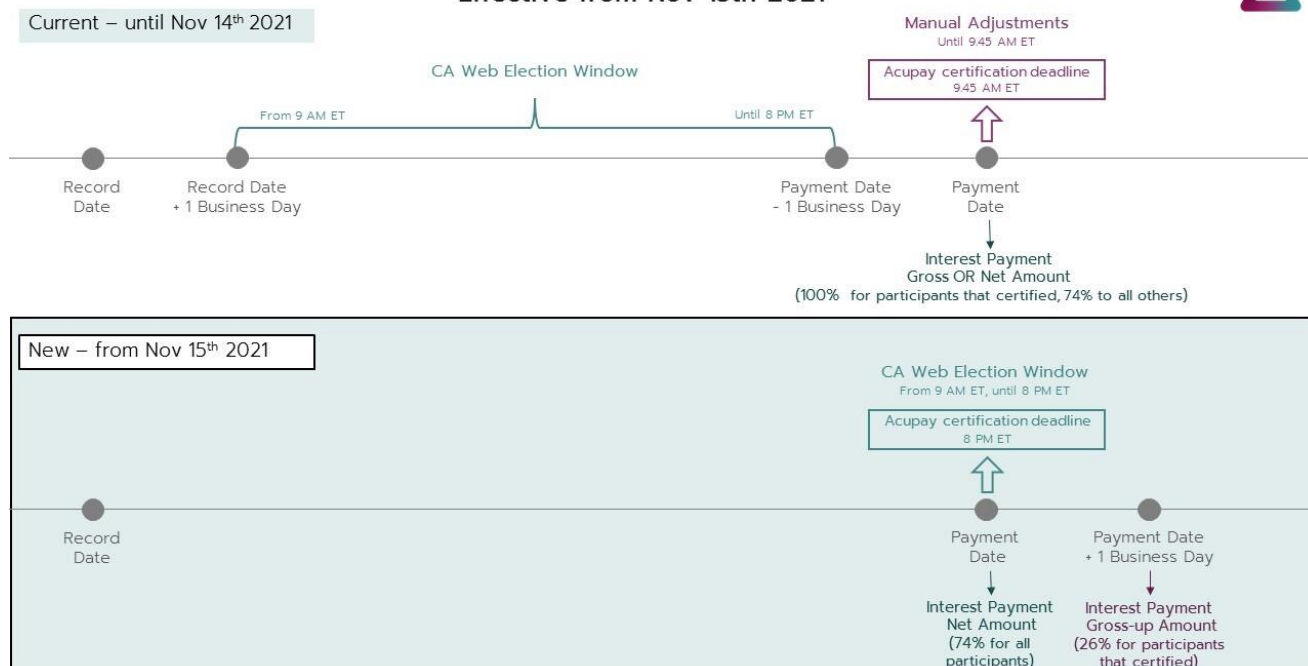 Effective from Nov 15th 2021
Current – until Nov 14th 2021
Manual Adjustments
Until 9.45 AM ET
Acupay certification deadline
9.45 AM ET
CA Web Election Window
From 9 AM ET
Until 8 PM ET
Record
Date
Record Date
+ 1 Business Day
Payment Date
- 1 Business Day
Payment
Date
Interest Payment
Gross OR Net Amount
(100% for participants that certified, 74% to all others)
New – from Nov 15th 2021
CA Web Election Window
From 9 AM ET, until 8 PM ET
Acupay certification deadline
8 PM ET
Record
Date
Payment
Date
Payment Date
+ 1 Business Day
Interest Payment
Net Amount
(74% for all
participants)
Interest Payment
Gross-up Amount
(26% for participants
that certified)